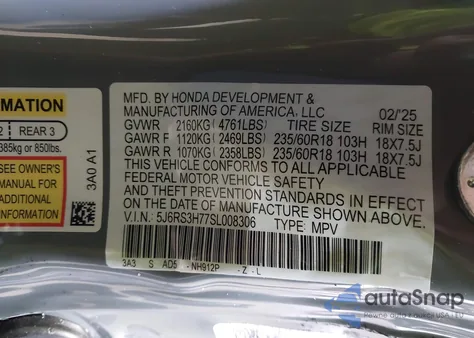 MATION
2 REAR 3
385kg or 850lbs.
SEE OWNER'S
MANUAL FOR
ADDITIONAL
INFORMATION
3A0 A1
MFD. BY HONDA DEVELOPMENT &
MANUFACTURING OF AMERICA, LLC 02/'25
GVWR 2160KG ( 4761LBS) TIRE SIZE RIM SIZE
GAWR F 1120KG ( 2469LBS) 235/60R18 103H 18X7.5J
GAWR R 1070KG ( 2358LBS) 235/60R18 103H 18X7.5J
THIS VEHICLE CONFORMS TO ALL APPLICABLE
FEDERAL MOTOR VEHICLE SAFETY
AND THEFT PREVENTION STANDARDS IN EFFECT
ON THE DATE OF MANUFACTURE SHOWN ABOVE.
V.I.N.: 5J6RS3H77SL008306 TYPE: MPV
3A3 S AD5 -NH912P -Z-L
autoSnap